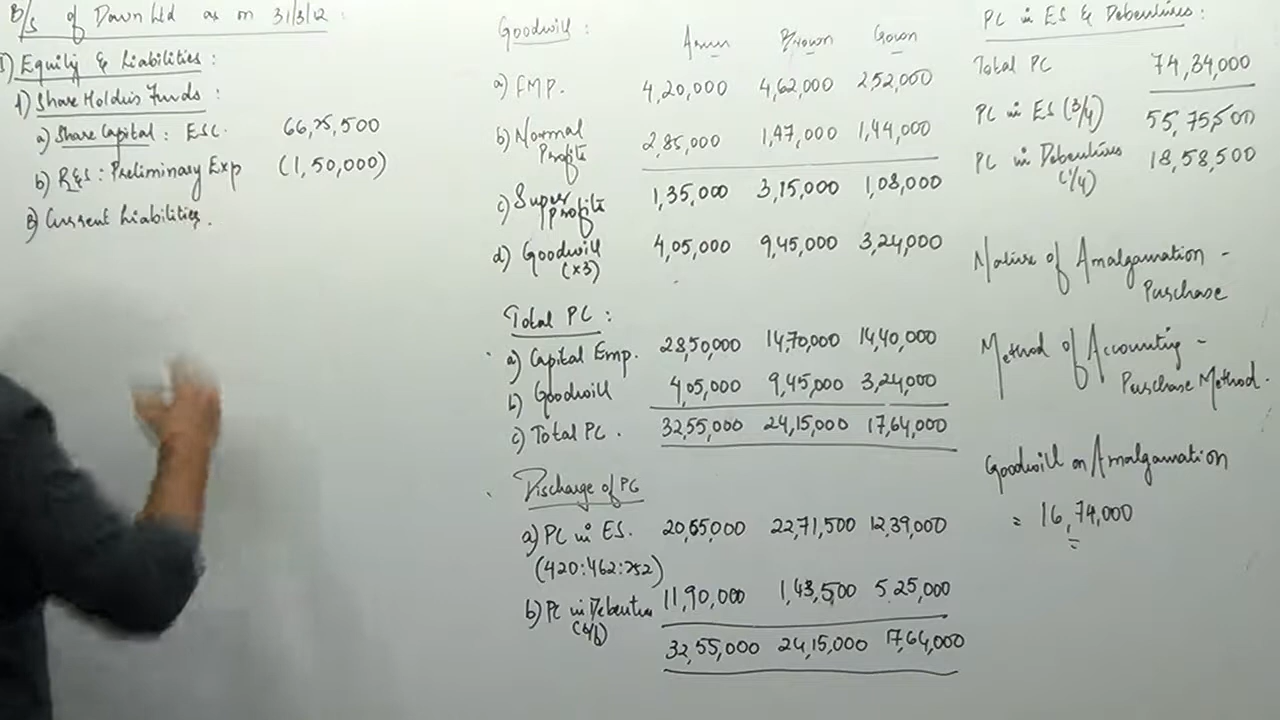 B/S of Dawn Ltd as on 31/3/12:
I) Equity & Liabilities:
1) Share Holders Funds:
a) Share Capital: ESC. 66,75,500
b) R&S: Preliminary Exp (1,50,000)
B) Current Liabilities.
Goodwill: Brown Gown
a) FMP. 4,20,000 4,62,000 2,52,000
b) Normal Profits 2,85,000 1,47,000 1,44,000
c) Super profits 1,35,000 3,15,000 1,08,000
d) Goodwill (x3) 4,05,000 9,45,000 3,24,000
Total PC:
a) Capital Emp. 28,50,000 14,70,000 14,40,000
b) Goodwill 4,05,000 9,45,000 3,24,000
c) Total PC. 32,55,000 24,15,000 17,64,000
Discharge of PC
a) PC in ES. 20,65,000 22,71,500 12,39,000
(420:462:252)
b) PC in Debenture (b/f) 11,90,000 1,43,500 5,25,000
32,55,000 24,15,000 17,64,000
PC in ES & Debentures:
Total PC 74,34,000
PC in ES (3/4) 55,75,500
PC in Debentures (1/4) 18,58,500
Nature of Amalgamation -
Purchase
Method of Accounting -
Purchase Method.
Goodwill on Amalgamation
= 16,74,000